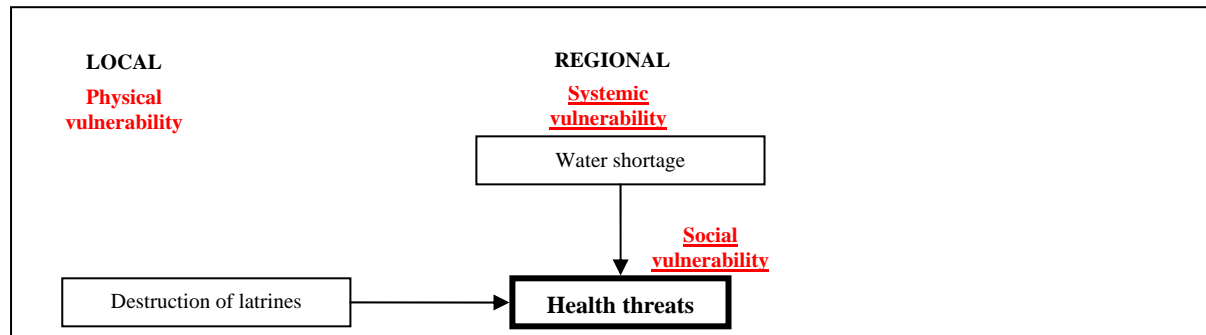 LOCAL
REGIONAL
Physical
vulnerability
Systemic
vulnerability
Water shortage
Social
vulnerability
Destruction of latrines
Health threats